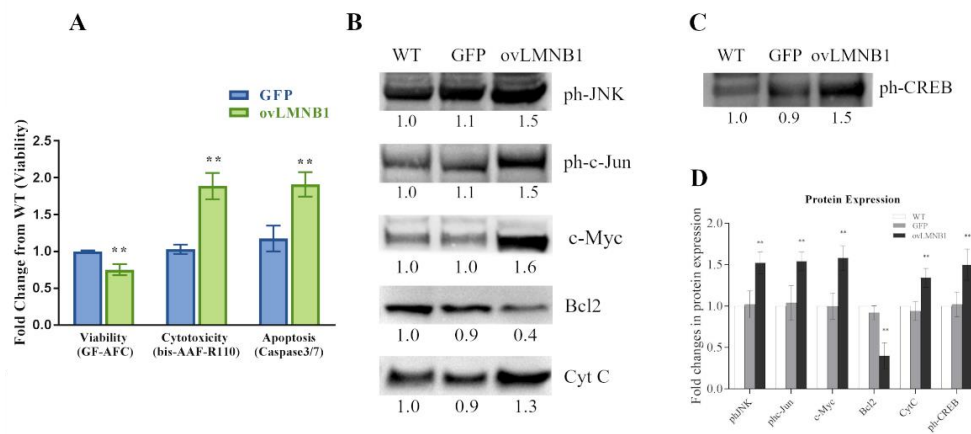 A
GFP
ovLMNB1
Fold Change from WT (Viability)
2.5
2.0
1.5
1.0
0.5
0.0
**
**
**
Viability
(GF-AFC)
Cytotoxicity
(bis-AAF-R110)
Apoptosis
(Caspase3/7)
B
WT GFP ovLMNB1
ph-JNK
1.0 1.1 1.5
ph-c-Jun
1.0 1.1 1.5
c-Myc
1.0 1.0 1.6
Bcl2
1.0 0.9 0.4
Cyt C
1.0 0.9 1.3
C
WT GFP ovLMNB1
ph-CREB
1.0 0.9 1.5
D
Protein Expression
WT
GFP
ovLMNB1
Fold changes in protein expression
2.0
1.5
1.0
0.5
0.0
**
**
**
**
**
**
phJNK
phc-Jun
c-Myc
Bcl2
CytC
ph-CREB